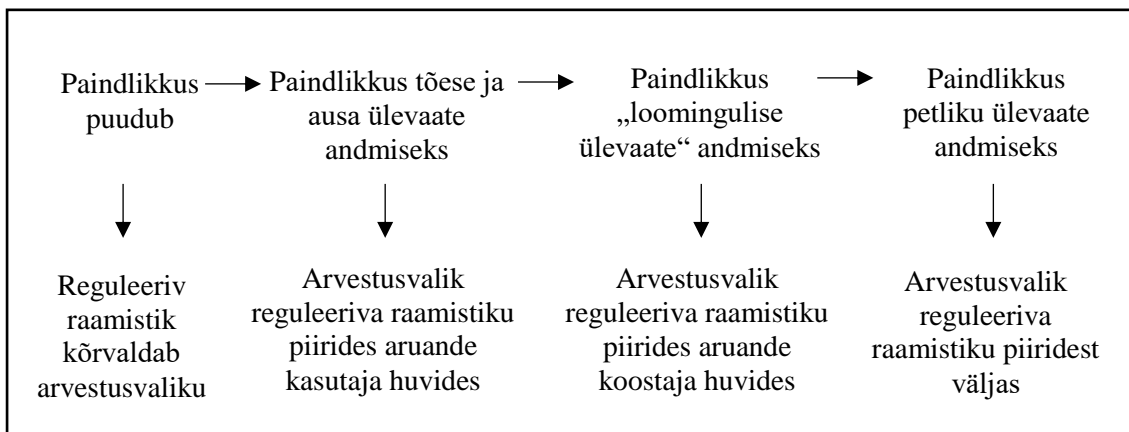 Paindlikkus
puudub
Paindlikkus tõese ja
ausa ülevaate
andmiseks
Paindlikkus
„loomingulise
ülevaate“ andmiseks
Paindlikkus
petliku ülevaate
andmiseks
Reguleeriv
raamistik
kõrvaldab
arvestusvaliku
Arvestusvalik
reguleeriva raamistiku
piirides aruande
kasutaja huvides
Arvestusvalik
reguleeriva raamistiku
piirides aruande
koostaja huvides
Arvestusvalik
reguleeriva
raamistiku piiridest
väljas